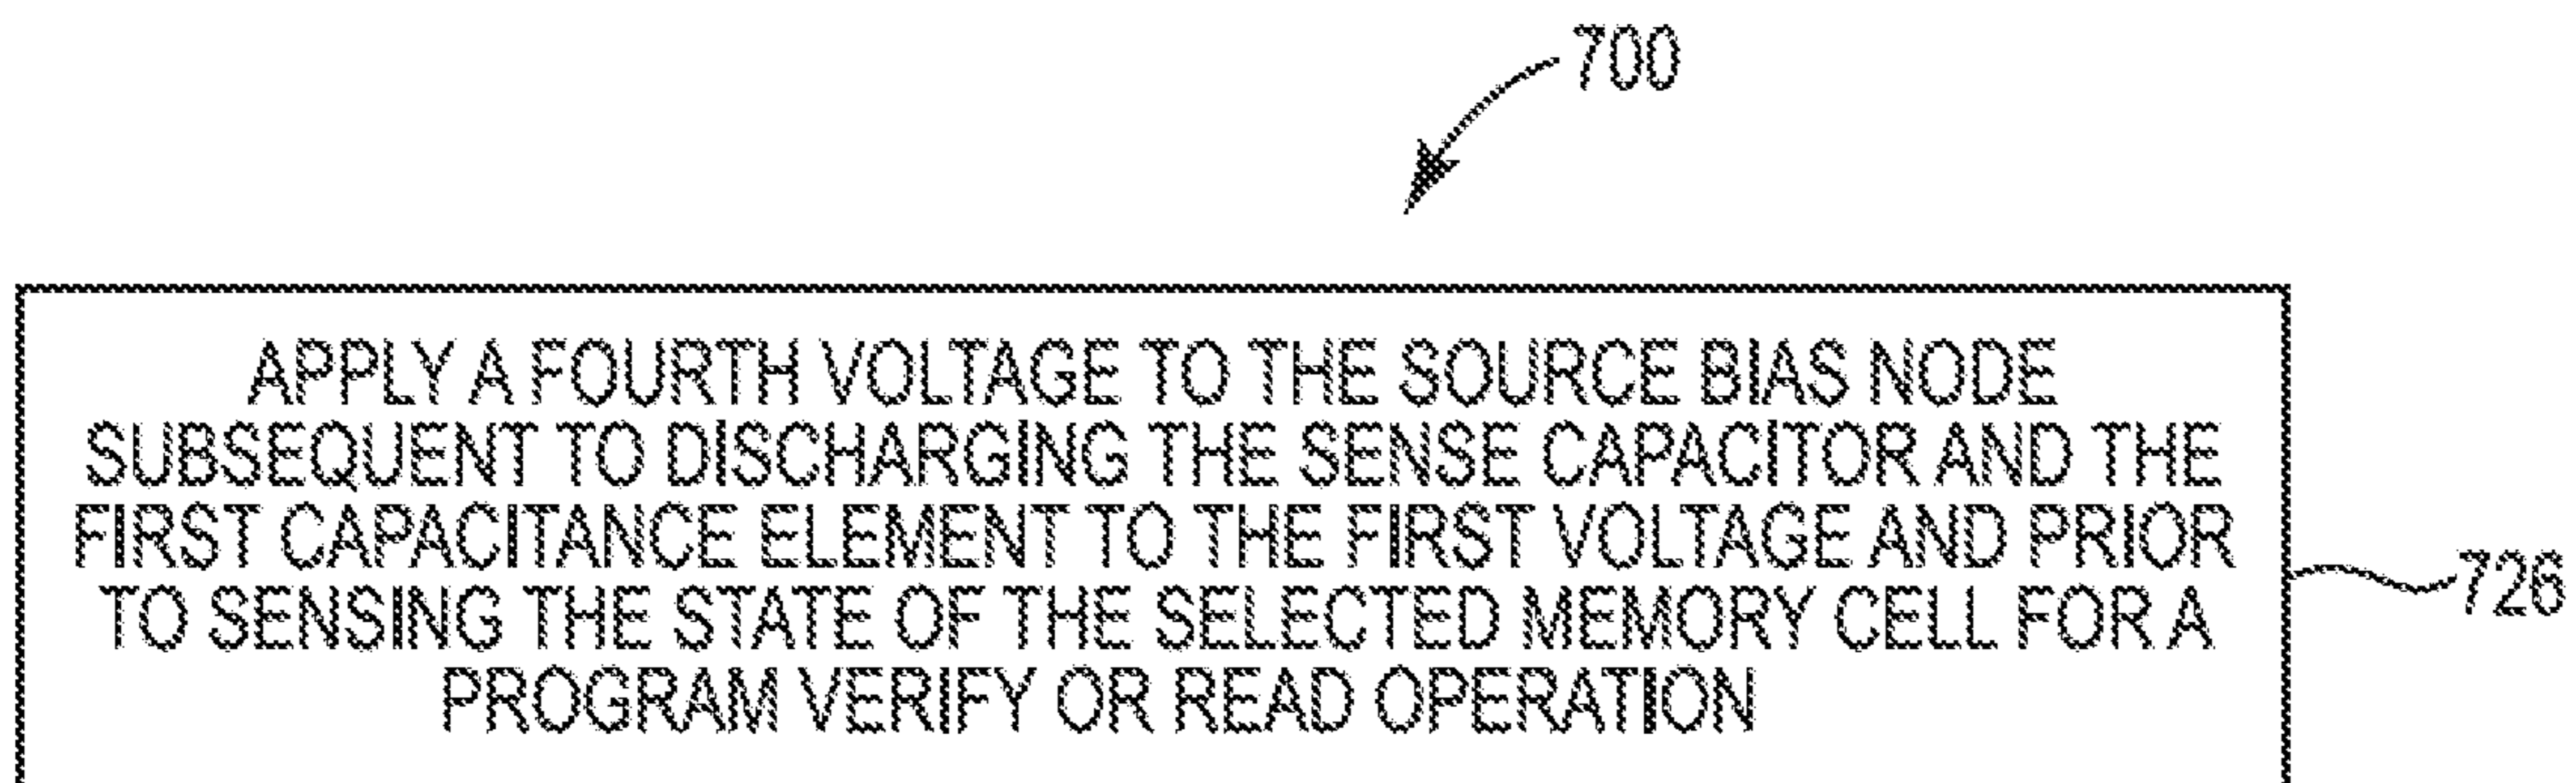 700
APPLY A FOURTH VOLTAGE TO THE SOURCE BIAS NODE
SUBSEQUENT TO DISCHARGING THE SENSE CAPACITOR AND THE
FIRST CAPACITANCE ELEMENT TO THE FIRST VOLTAGE AND PRIOR
TO SENSING THE STATE OF THE SELECTED MEMORY CELL FOR A
PROGRAM VERIFY OR READ OPERATION
726